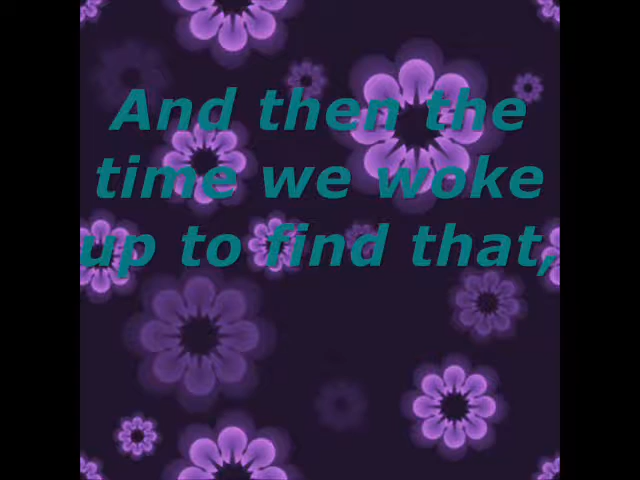 And then the
time we woke
up to find that,